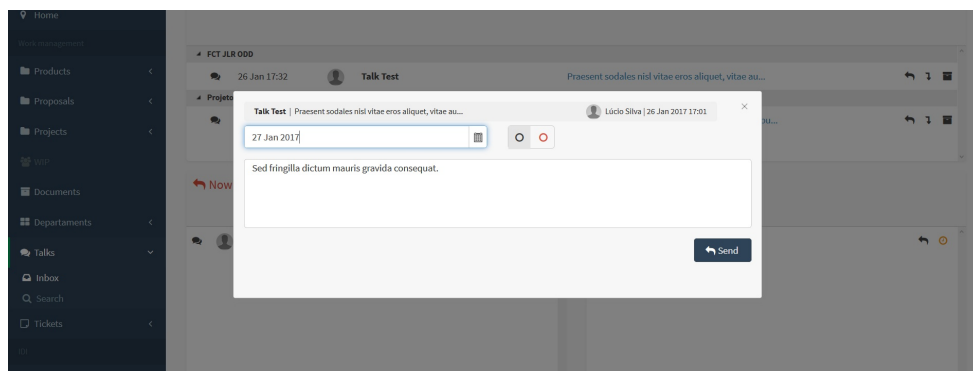 Home
Work management
Products
Proposals
Projects
WIP
Documents
Departaments
Talks
Inbox
Search
Tickets
FCT JLR ODD
26 Jan 17:32 Talk Test Praesent sodales nisl vitae eros aliquet, vitae au...
Projeto
Talk Test | Praesent sodales nisl vitae eros aliquet, vitae au... Lúcio Silva | 26 Jan 2017 17:01 ×
27 Jan 2017
Sed fringilla dictum mauris gravida consequat.
Send
Now